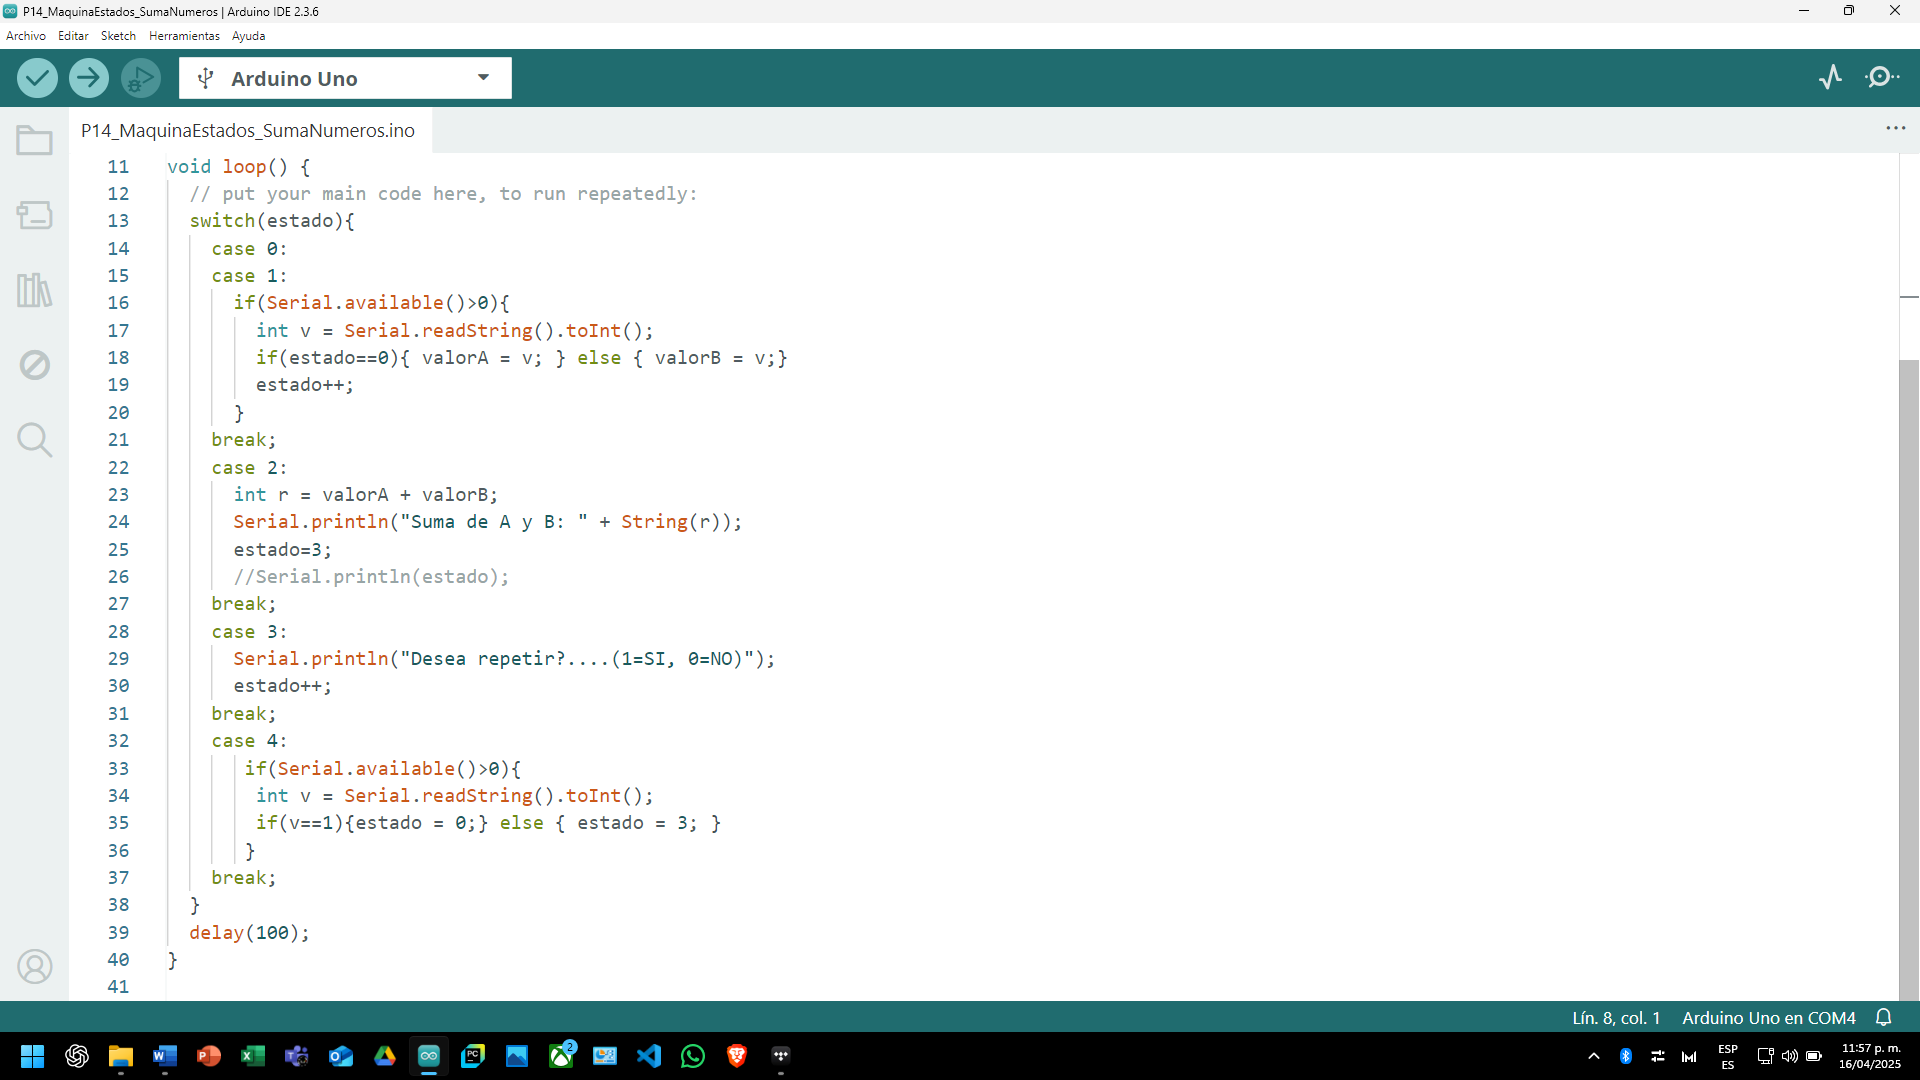 P14_MaquinaEstados_SumaNumeros | Arduino IDE 2.3.6
Archivo Editar Sketch Herramientas Ayuda
Arduino Uno
P14_MaquinaEstados_SumaNumeros.ino
11 void loop() {
12 // put your main code here, to run repeatedly:
13 switch(estado){
14 case 0:
15 case 1:
16 if(Serial.available()>0){
17 int v = Serial.readString().toInt();
18 if(estado==0){ valorA = v; } else { valorB = v;}
19 estado++;
20 }
21 break;
22 case 2:
23 int r = valorA + valorB;
24 Serial.println("Suma de A y B: " + String(r));
25 estado=3;
26 //Serial.println(estado);
27 break;
28 case 3:
29 Serial.println("Desea repetir?....(1=SI, 0=NO)");
30 estado++;
31 break;
32 case 4:
33 if(Serial.available()>0){
34 int v = Serial.readString().toInt();
35 if(v==1){estado = 0;} else { estado = 3; }
36 }
37 break;
38 }
39 delay(100);
40 }
41
Lín. 8, col. 1 Arduino Uno en COM4
2
ESP
ES
11:57 p. m.
16/04/2025